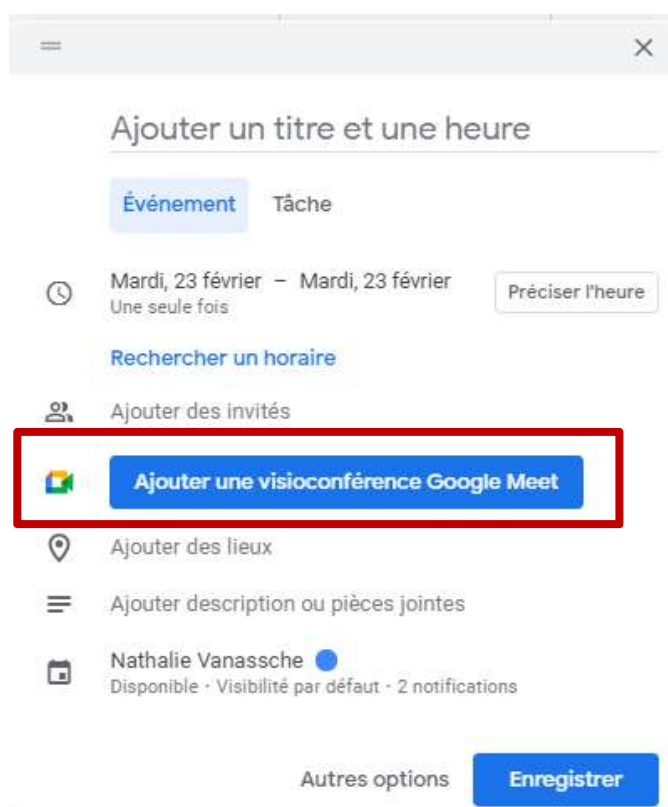 Ajouter un titre et une heure
Événement Tâche
Mardi, 23 février – Mardi, 23 février Préciser l'heure
Une seule fois
Rechercher un horaire
Ajouter des invités
Ajouter une visioconférence Google Meet
Ajouter des lieux
Ajouter description ou pièces jointes
Nathalie Vanassche
Disponible · Visibilité par défaut · 2 notifications
Autres options Enregistrer